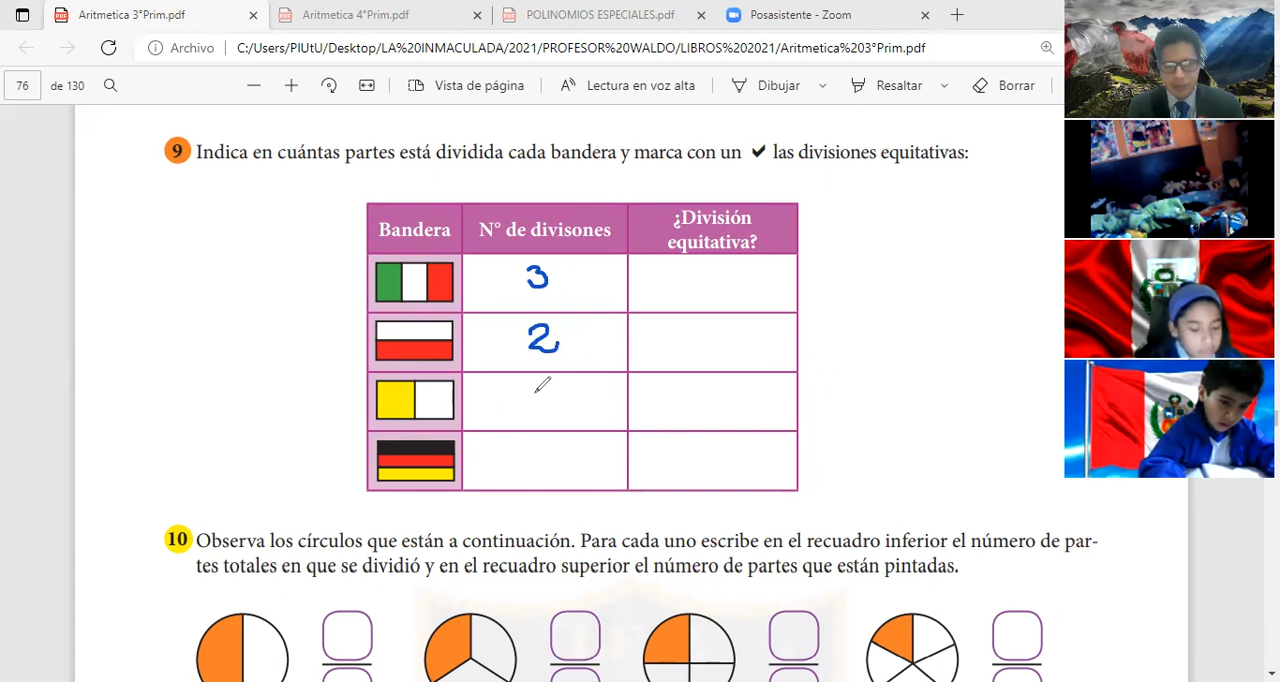 Aritmetica 3°Prim.pdf
Aritmetica 4°Prim.pdf
POLINOMIOS ESPECIALES.pdf
Posasistente - Zoom
Archivo
C:/Users/PIUtU/Desktop/LA%20INMACULADA/2021/PROFESOR%20WALDO/LIBROS%202021/Aritmetica%203°Prim.pdf
76 de 130
Vista de página
Lectura en voz alta
Dibujar
Resaltar
Borrar
9 Indica en cuántas partes está dividida cada bandera y marca con un ✔ las divisiones equitativas:
Bandera
N° de divisones
¿División
equitativa?
3
2
10 Observa los círculos que están a continuación. Para cada uno escribe en el recuadro inferior el número de par-
tes totales en que se dividió y en el recuadro superior el número de partes que están pintadas.